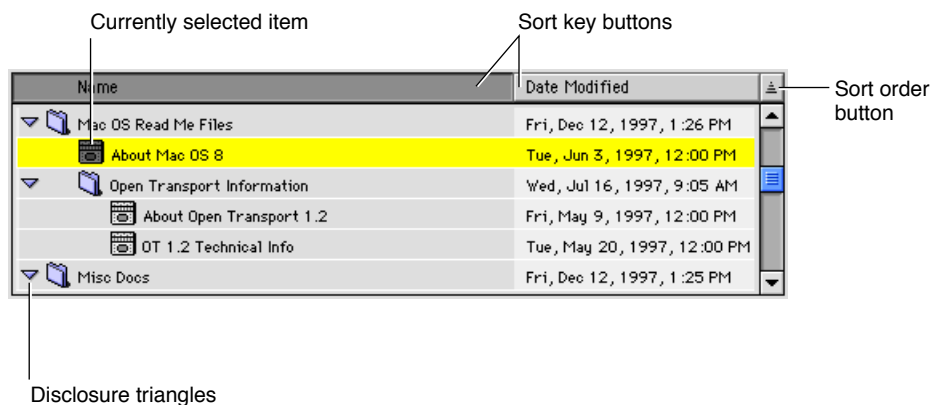 Currently selected item
Sort key buttons
Name Date Modified
Sort order
button
Mac OS Read Me Files Fri, Dec 12, 1997, 1:26 PM
About Mac OS 8 Tue, Jun 3, 1997, 12:00 PM
Open Transport Information Wed, Jul 16, 1997, 9:05 AM
About Open Transport 1.2 Fri, May 9, 1997, 12:00 PM
OT 1.2 Technical Info Tue, May 20, 1997, 12:00 PM
Misc Docs Fri, Dec 12, 1997, 1:25 PM
Disclosure triangles